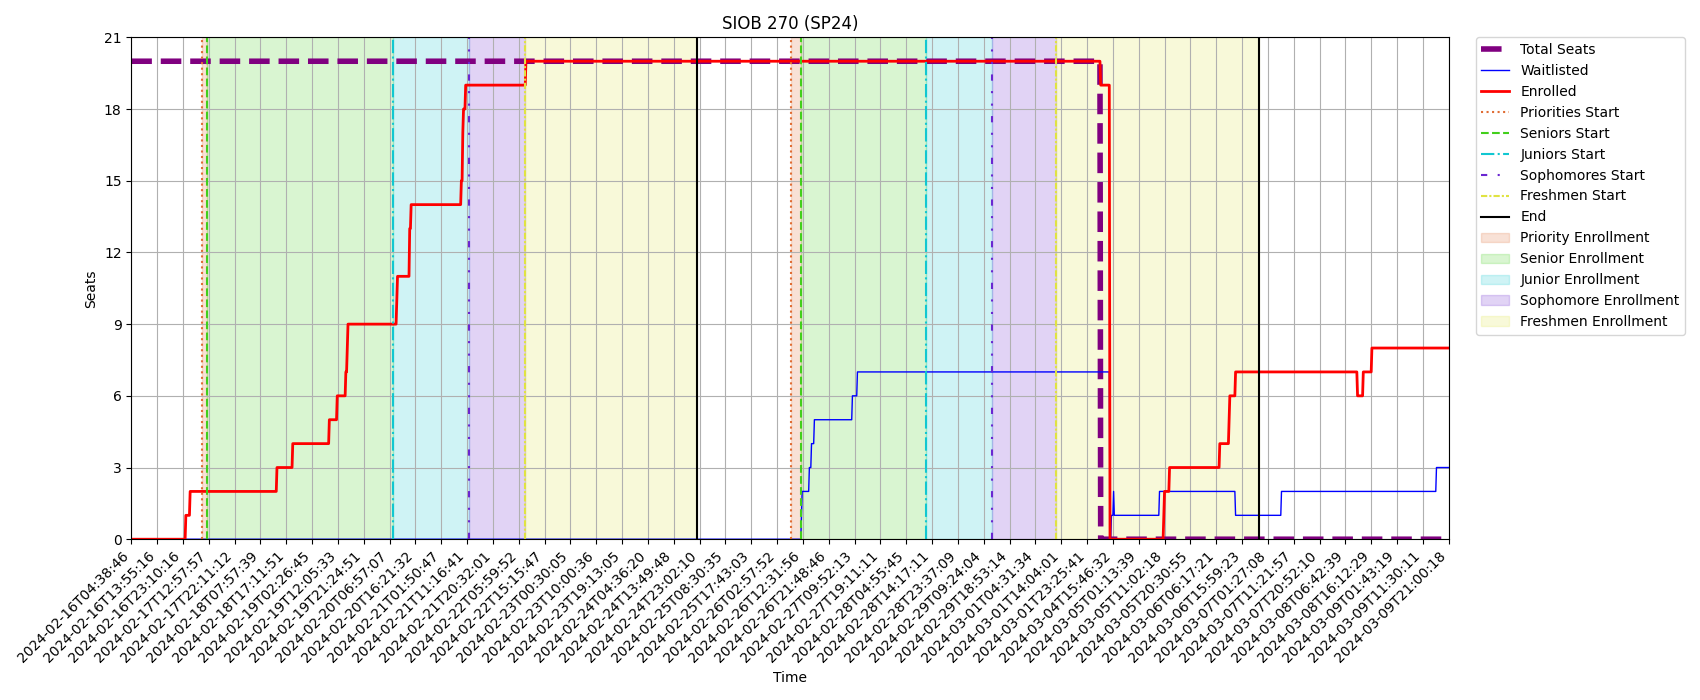 SIOB 270 (SP24)
Seats
21
18
15
12
9
6
3
0
2024-02-16T04:38:46
2024-02-16T13:55:16
2024-02-16T23:10:16
2024-02-17T12:57:57
2024-02-17T22:11:12
2024-02-18T07:57:39
2024-02-18T17:11:51
2024-02-19T02:26:45
2024-02-19T12:05:33
2024-02-19T21:24:51
2024-02-20T06:57:07
2024-02-20T16:21:32
2024-02-21T01:50:47
2024-02-21T11:16:41
2024-02-21T20:32:01
2024-02-22T05:59:52
2024-02-22T15:15:47
2024-02-23T00:30:05
2024-02-23T10:00:36
2024-02-23T19:13:05
2024-02-24T04:36:20
2024-02-24T13:49:48
2024-02-24T23:02:10
2024-02-25T08:30:35
2024-02-25T17:43:03
2024-02-26T02:57:52
2024-02-26T12:31:56
2024-02-26T21:48:46
2024-02-27T09:52:13
2024-02-27T19:11:11
2024-02-28T04:55:45
2024-02-28T14:17:11
2024-02-28T23:37:09
2024-02-29T09:24:04
2024-02-29T18:53:14
2024-03-01T04:31:34
2024-03-01T14:04:01
2024-03-01T23:25:41
2024-03-04T15:46:32
2024-03-05T01:13:39
2024-03-05T11:02:18
2024-03-05T20:30:55
2024-03-06T06:17:21
2024-03-06T15:59:23
2024-03-07T01:27:08
2024-03-07T11:21:57
2024-03-07T20:52:10
2024-03-08T06:42:39
2024-03-08T16:12:29
2024-03-09T01:43:19
2024-03-09T11:30:11
2024-03-09T21:00:18
Time
Total Seats
Waitlisted
Enrolled
Priorities Start
Seniors Start
Juniors Start
Sophomores Start
Freshmen Start
End
Priority Enrollment
Senior Enrollment
Junior Enrollment
Sophomore Enrollment
Freshmen Enrollment